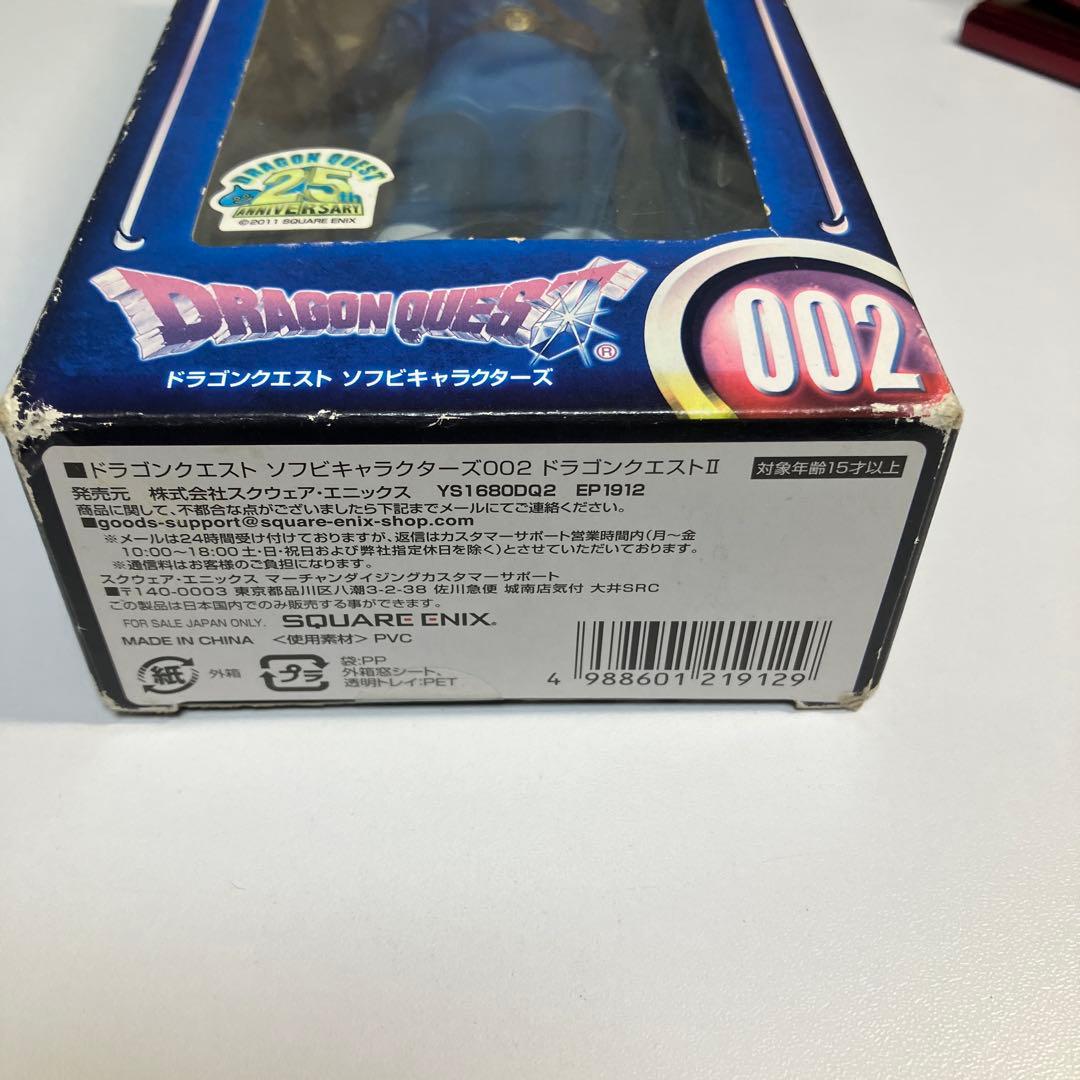 DRAGON QUEST
25th
ANNIVERSARY
©2011 SQUARE ENIX
DRAGON QUEST®
ドラゴンクエスト ソフビキャラクターズ
002
■ドラゴンクエスト ソフビキャラクターズ002 ドラゴンクエストⅡ 対象年齢15才以上
発売元 株式会社スクウェア・エニックス YS1680DQ2 EP1912
商品に関して、不都合な点がございましたら下記までメールにてご連絡ください。
■goods-support@square-enix-shop.com
※メールは24時間受け付けておりますが、返信はカスタマーサポート営業時間内(月~金
10:00~18:00 土・日・祝日および弊社指定休日を除く)とさせていただいております。
※通信料はお客様のご負担になります。
スクウェア・エニックス マーチャンダイジングカスタマーサポート
■〒140-0003 東京都品川区八潮3-2-38 佐川急便 城南店気付 大井SRC
この製品は日本国内でのみ販売する事ができます。
FOR SALE JAPAN ONLY. SQUARE ENIX®
MADE IN CHINA <使用素材> PVC
紙 外箱 プラ 袋:PP
外箱窓シート、
透明トレイ:PET
4 988601 219129